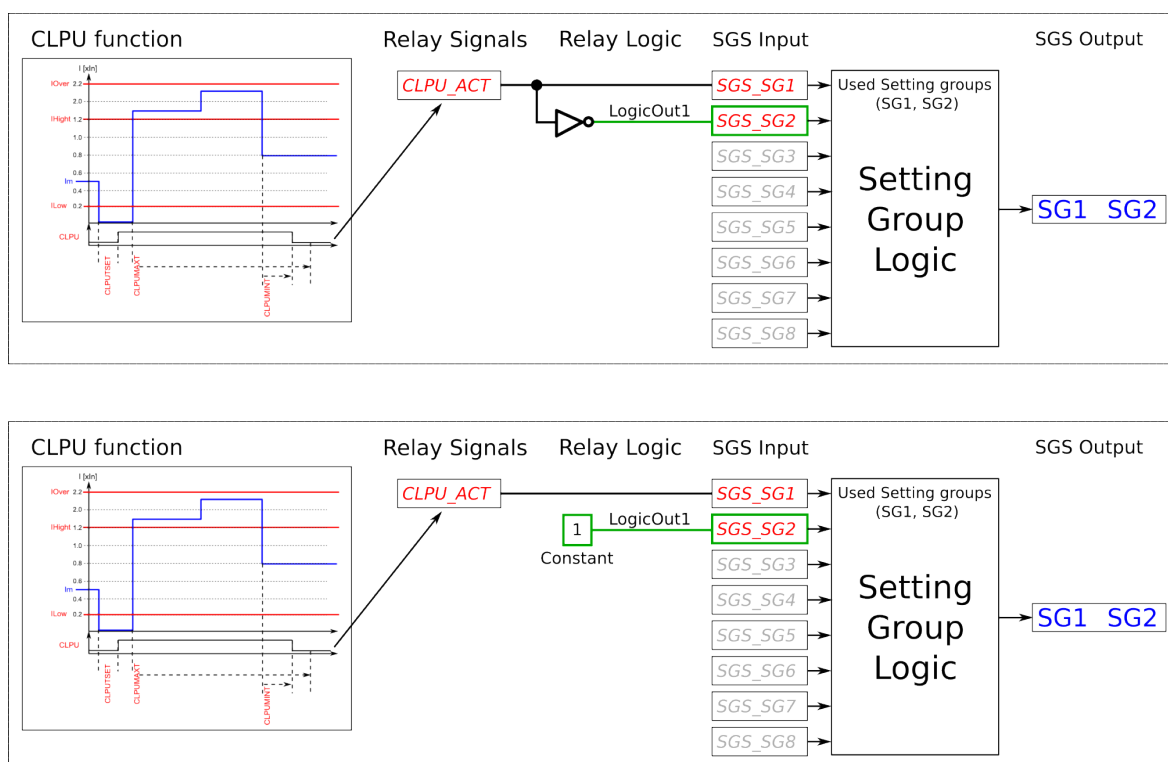 CLPU function
Relay Signals
Relay Logic
SGS Input
SGS Output
I [xIn]
IOver 2.2
2.0
IHight 1.2
1.0
0.8
0.6
Im
0.4
ILow 0.2
CLPU
CLPUTSET
CLPUMAXT
CLPUMINT
CLPU_ACT
LogicOut1
SGS_SG1
SGS_SG2
SGS_SG3
SGS_SG4
SGS_SG5
SGS_SG6
SGS_SG7
SGS_SG8
Used Setting groups
(SG1, SG2)
Setting
Group
Logic
SG1 SG2
CLPU function
Relay Signals
Relay Logic
SGS Input
SGS Output
I [xIn]
IOver 2.2
2.0
IHight 1.2
1.0
0.8
0.6
Im
0.4
ILow 0.2
CLPU
CLPUTSET
CLPUMAXT
CLPUMINT
CLPU_ACT
1
Constant
LogicOut1
SGS_SG1
SGS_SG2
SGS_SG3
SGS_SG4
SGS_SG5
SGS_SG6
SGS_SG7
SGS_SG8
Used Setting groups
(SG1, SG2)
Setting
Group
Logic
SG1 SG2